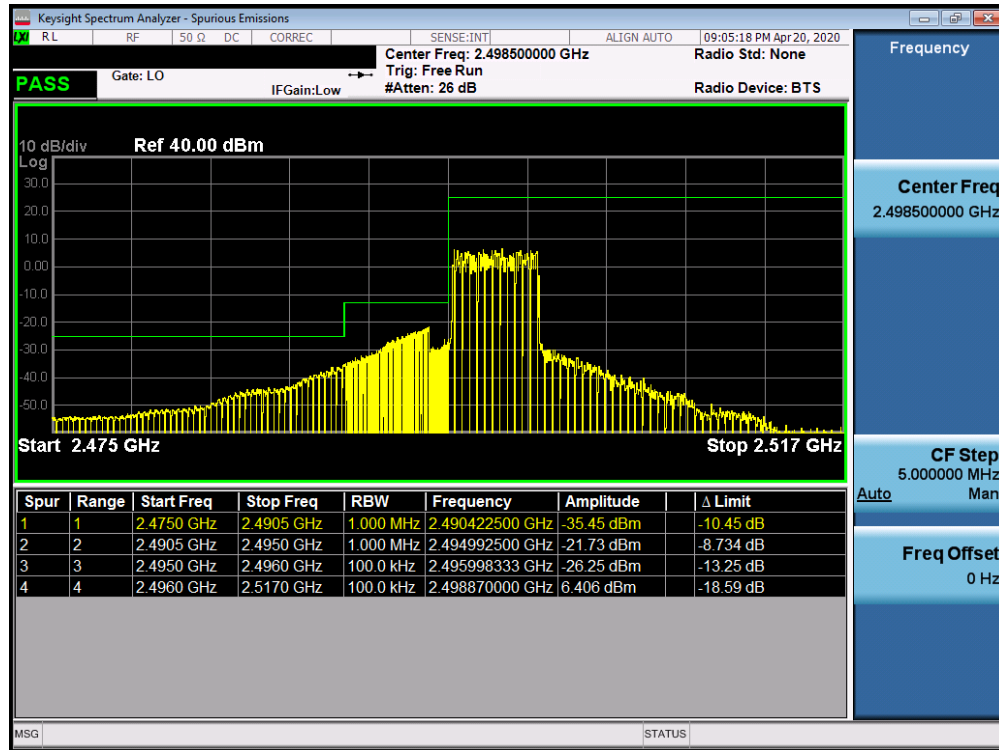 Keysight Spectrum Analyzer - Spurious Emissions
LXI RL RF 50 Ω DC CORREC SENSE:INT ALIGN AUTO 09:05:18 PM Apr 20, 2020
Center Freq: 2.498500000 GHz Radio Std: None
PASS Gate: LO Trig: Free Run
IFGain:Low #Atten: 26 dB Radio Device: BTS
10 dB/div Ref 40.00 dBm
Log
30.0
20.0
10.0
0.00
-10.0
-20.0
-30.0
-40.0
-50.0
Start 2.475 GHz Stop 2.517 GHz
Spur Range Start Freq Stop Freq RBW Frequency Amplitude Δ Limit
1 1 2.4750 GHz 2.4905 GHz 1.000 MHz 2.490422500 GHz -35.45 dBm -10.45 dB
2 2 2.4905 GHz 2.4950 GHz 1.000 MHz 2.494992500 GHz -21.73 dBm -8.734 dB
3 3 2.4950 GHz 2.4960 GHz 100.0 kHz 2.495998333 GHz -26.25 dBm -13.25 dB
4 4 2.4960 GHz 2.5170 GHz 100.0 kHz 2.498870000 GHz 6.406 dBm -18.59 dB
MSG STATUS
Frequency
Center Freq
2.498500000 GHz
CF Step
5.000000 MHz
Auto Man
Freq Offset
0 Hz